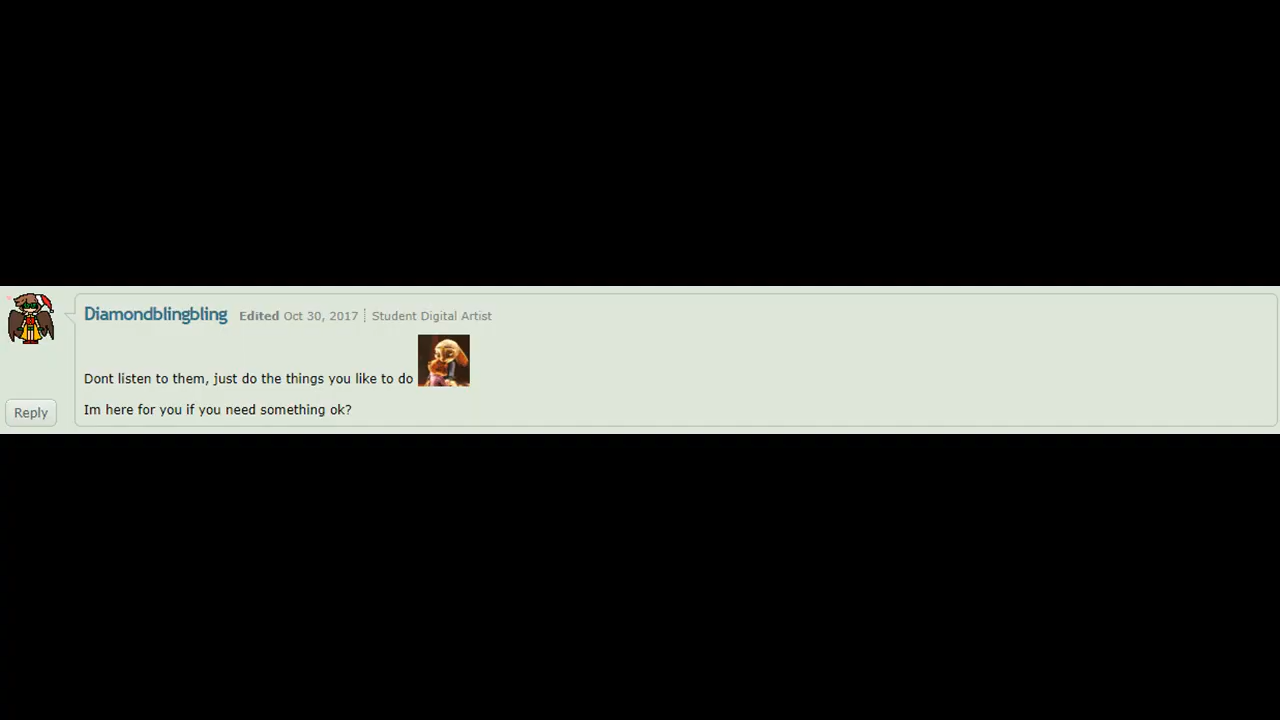 Diamondblingbling Edited Oct 30, 2017 Student Digital Artist
Dont listen to them, just do the things you like to do
Im here for you if you need something ok?
Reply